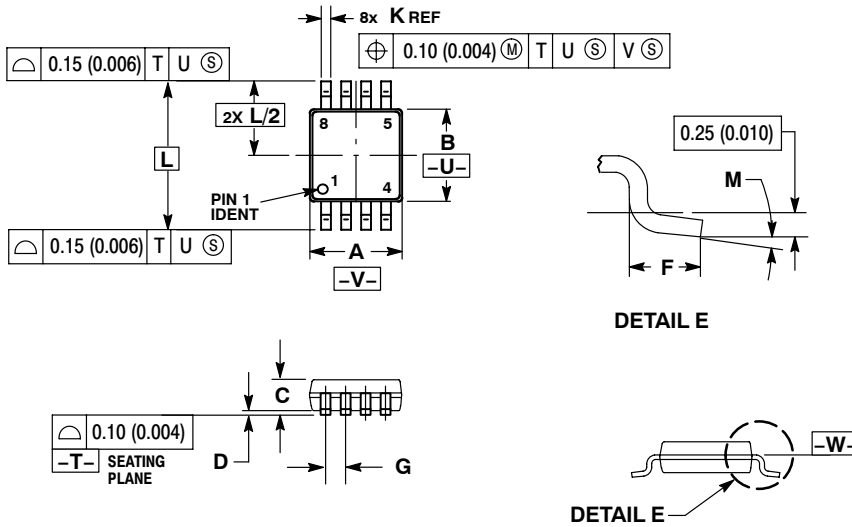 8x K REF
⌖ 0.10 (0.004) Ⓜ T U Ⓢ V Ⓢ
⌓ 0.15 (0.006) T U Ⓢ
2X L/2
8 5
B
–U–
L
1
4
PIN 1
IDENT
⌓ 0.15 (0.006) T U Ⓢ
A
–V–
0.25 (0.010)
M
F
DETAIL E
C
⌓ 0.10 (0.004)
–T– SEATING
PLANE
D
G
–W–
DETAIL E